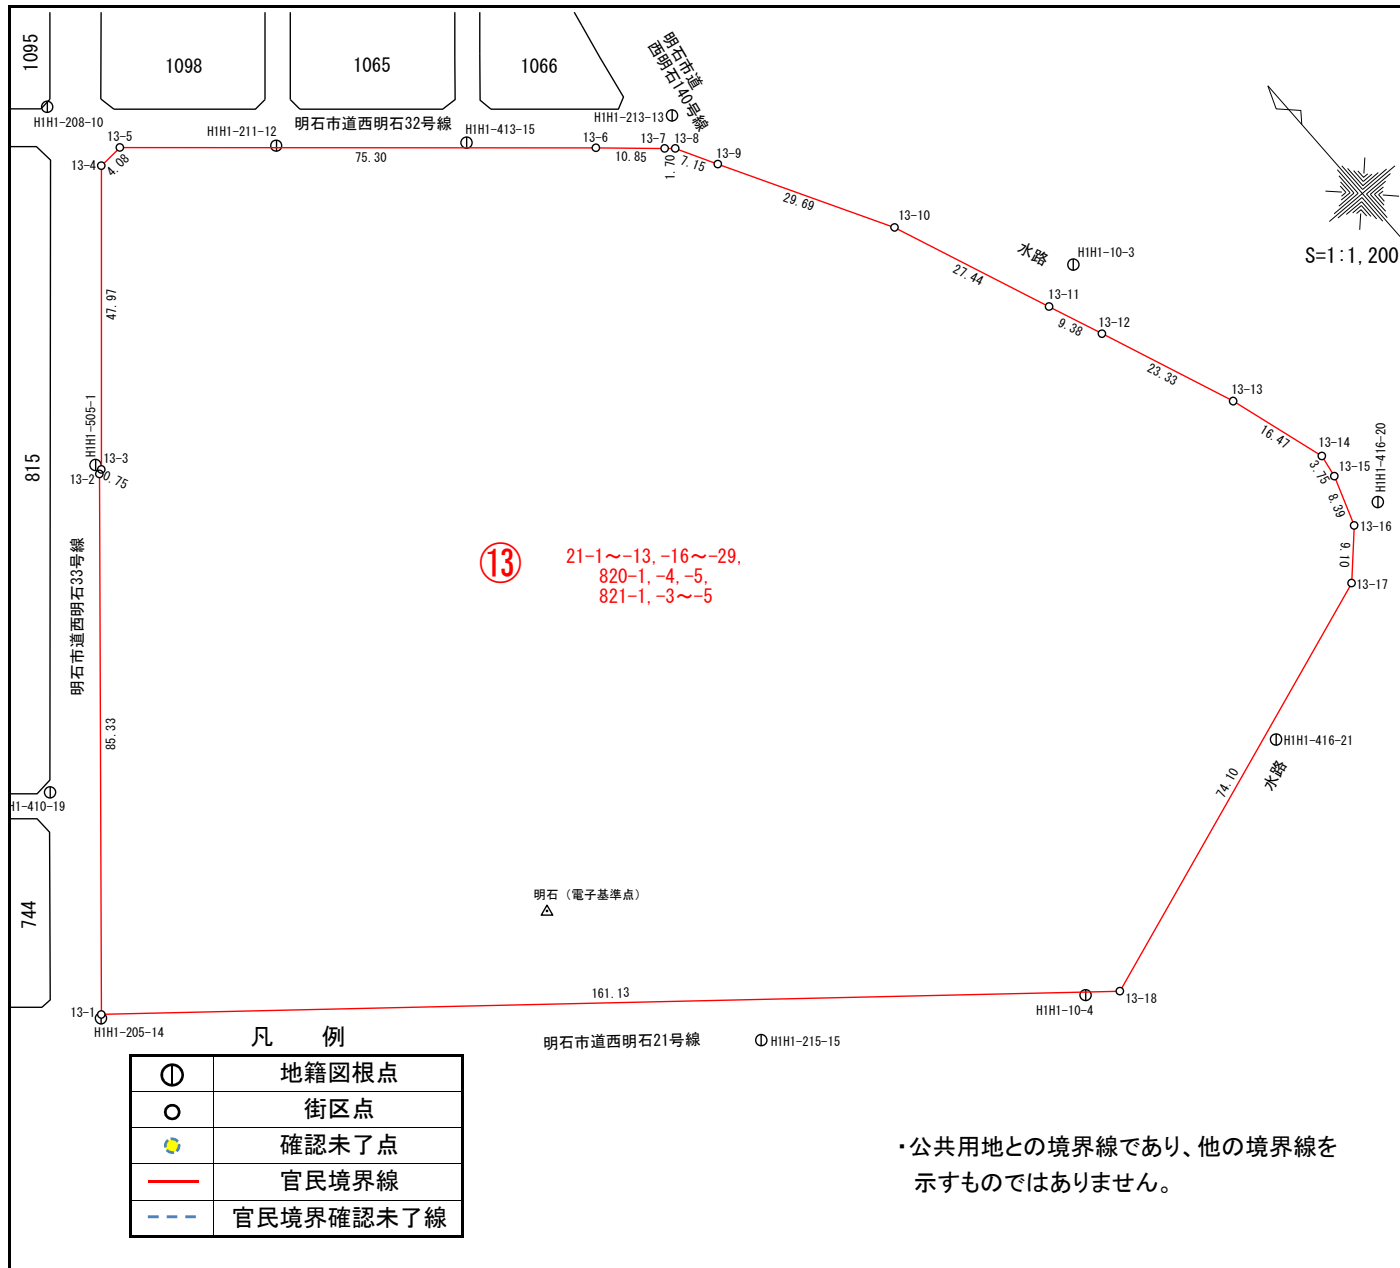 1095
1098
1065
1066
明石市道
西明石140号線
H1H1-208-10
H1H1-211-12
明石市道西明石32号線
H1H1-413-15
H1H1-213-13
13-5
13-6
13-7
13-8
13-9
13-4
4.08
75.30
10.85
1.70
7.15
29.69
13-10
水路
H1H1-10-3
S=1:1,200
27.44
13-11
9.38
13-12
47.97
23.33
13-13
16.47
13-14
13-15
3.75
H1H1-416-20
8.39
13-16
9.10
13-17
815
H1H1-505-1
13-3
13-2
0.75
明石市道西明石33号線
⑬
21-1～-13, -16～-29,
820-1, -4, -5,
821-1, -3～-5
85.33
H1H1-416-21
水路
74.10
H1-410-19
744
明石（電子基準点）
161.13
13-1
H1H1-205-14
13-18
H1H1-10-4
明石市道西明石21号線
H1H1-215-15
凡　例
地籍図根点
街区点
確認未了点
官民境界線
官民境界確認未了線
・公共用地との境界線であり、他の境界線を
示すものではありません。